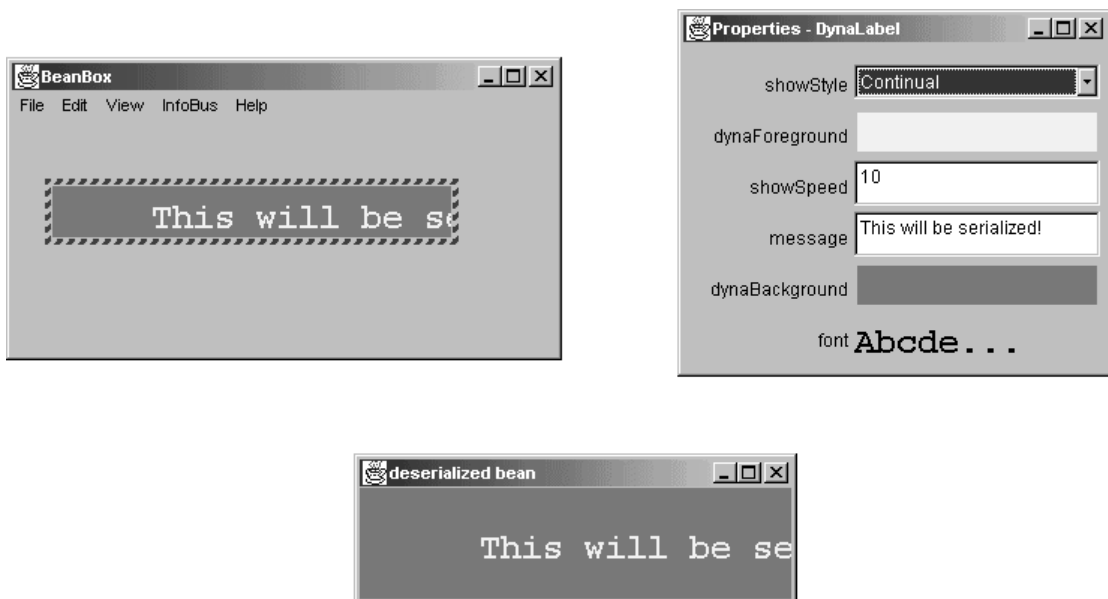 BeanBox
File Edit View InfoBus Help
This will be se
Properties - DynaLabel
showStyle Continual
dynaForeground
showSpeed 10
message This will be serialized!
dynaBackground
font Abcde...
deserialized bean
This will be se